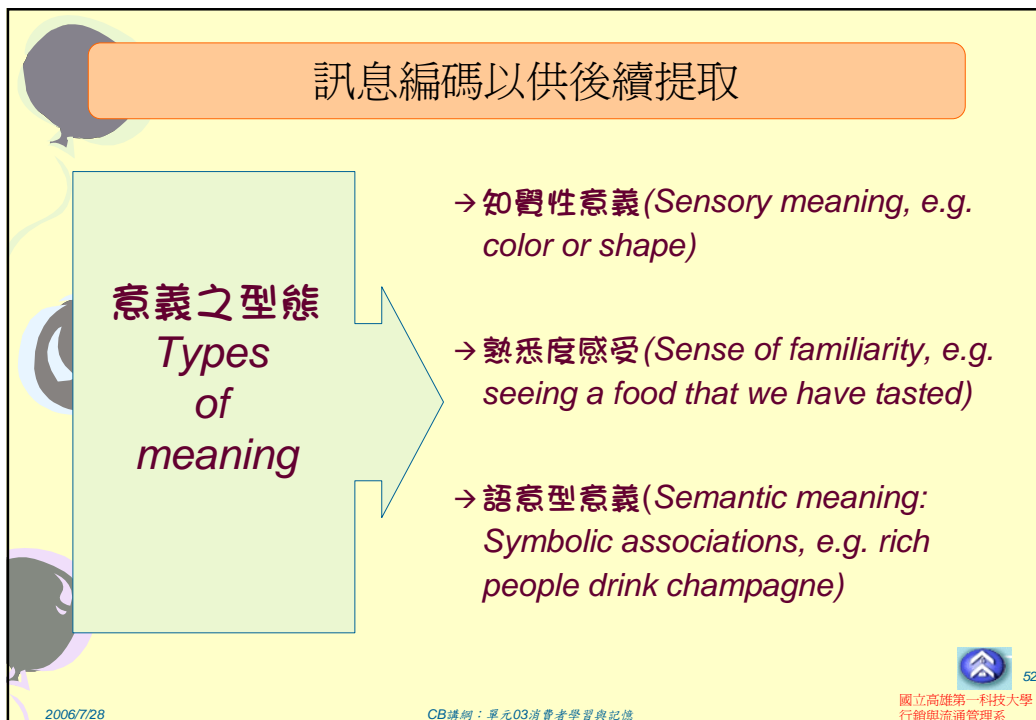 訊息編碼以供後續提取
意義之型態
Types
of
meaning
→知覺性意義(Sensory meaning, e.g.
color or shape)
→熟悉度感受(Sense of familiarity, e.g.
seeing a food that we have tasted)
→語意型意義(Semantic meaning:
Symbolic associations, e.g. rich
people drink champagne)
52
2006/7/28
CB講綱：單元03消費者學習與記憶
國立高雄第一科技大學
行銷與流通管理系